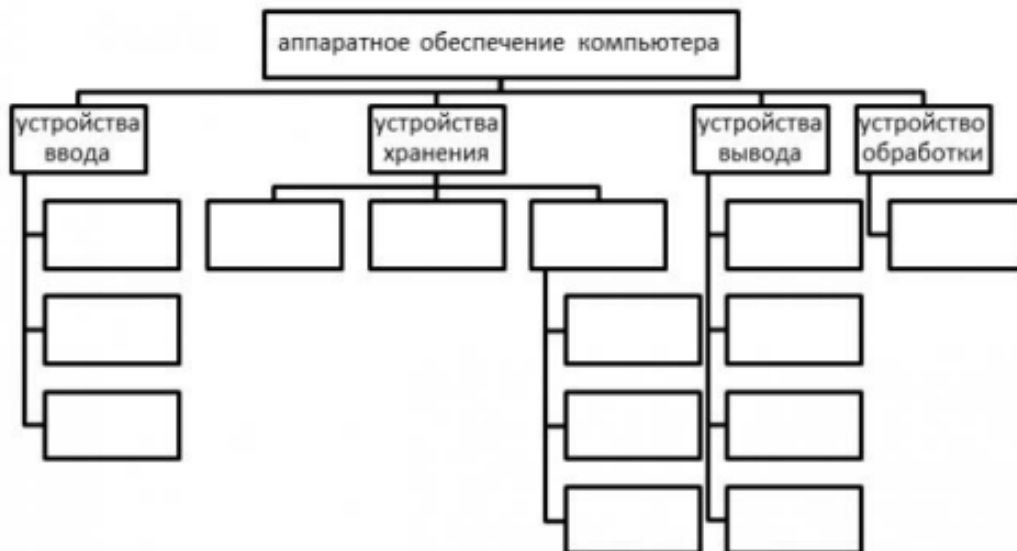 аппаратное обеспечение компьютера
устройства
ввода
устройства
хранения
устройства
вывода
устройство
обработки